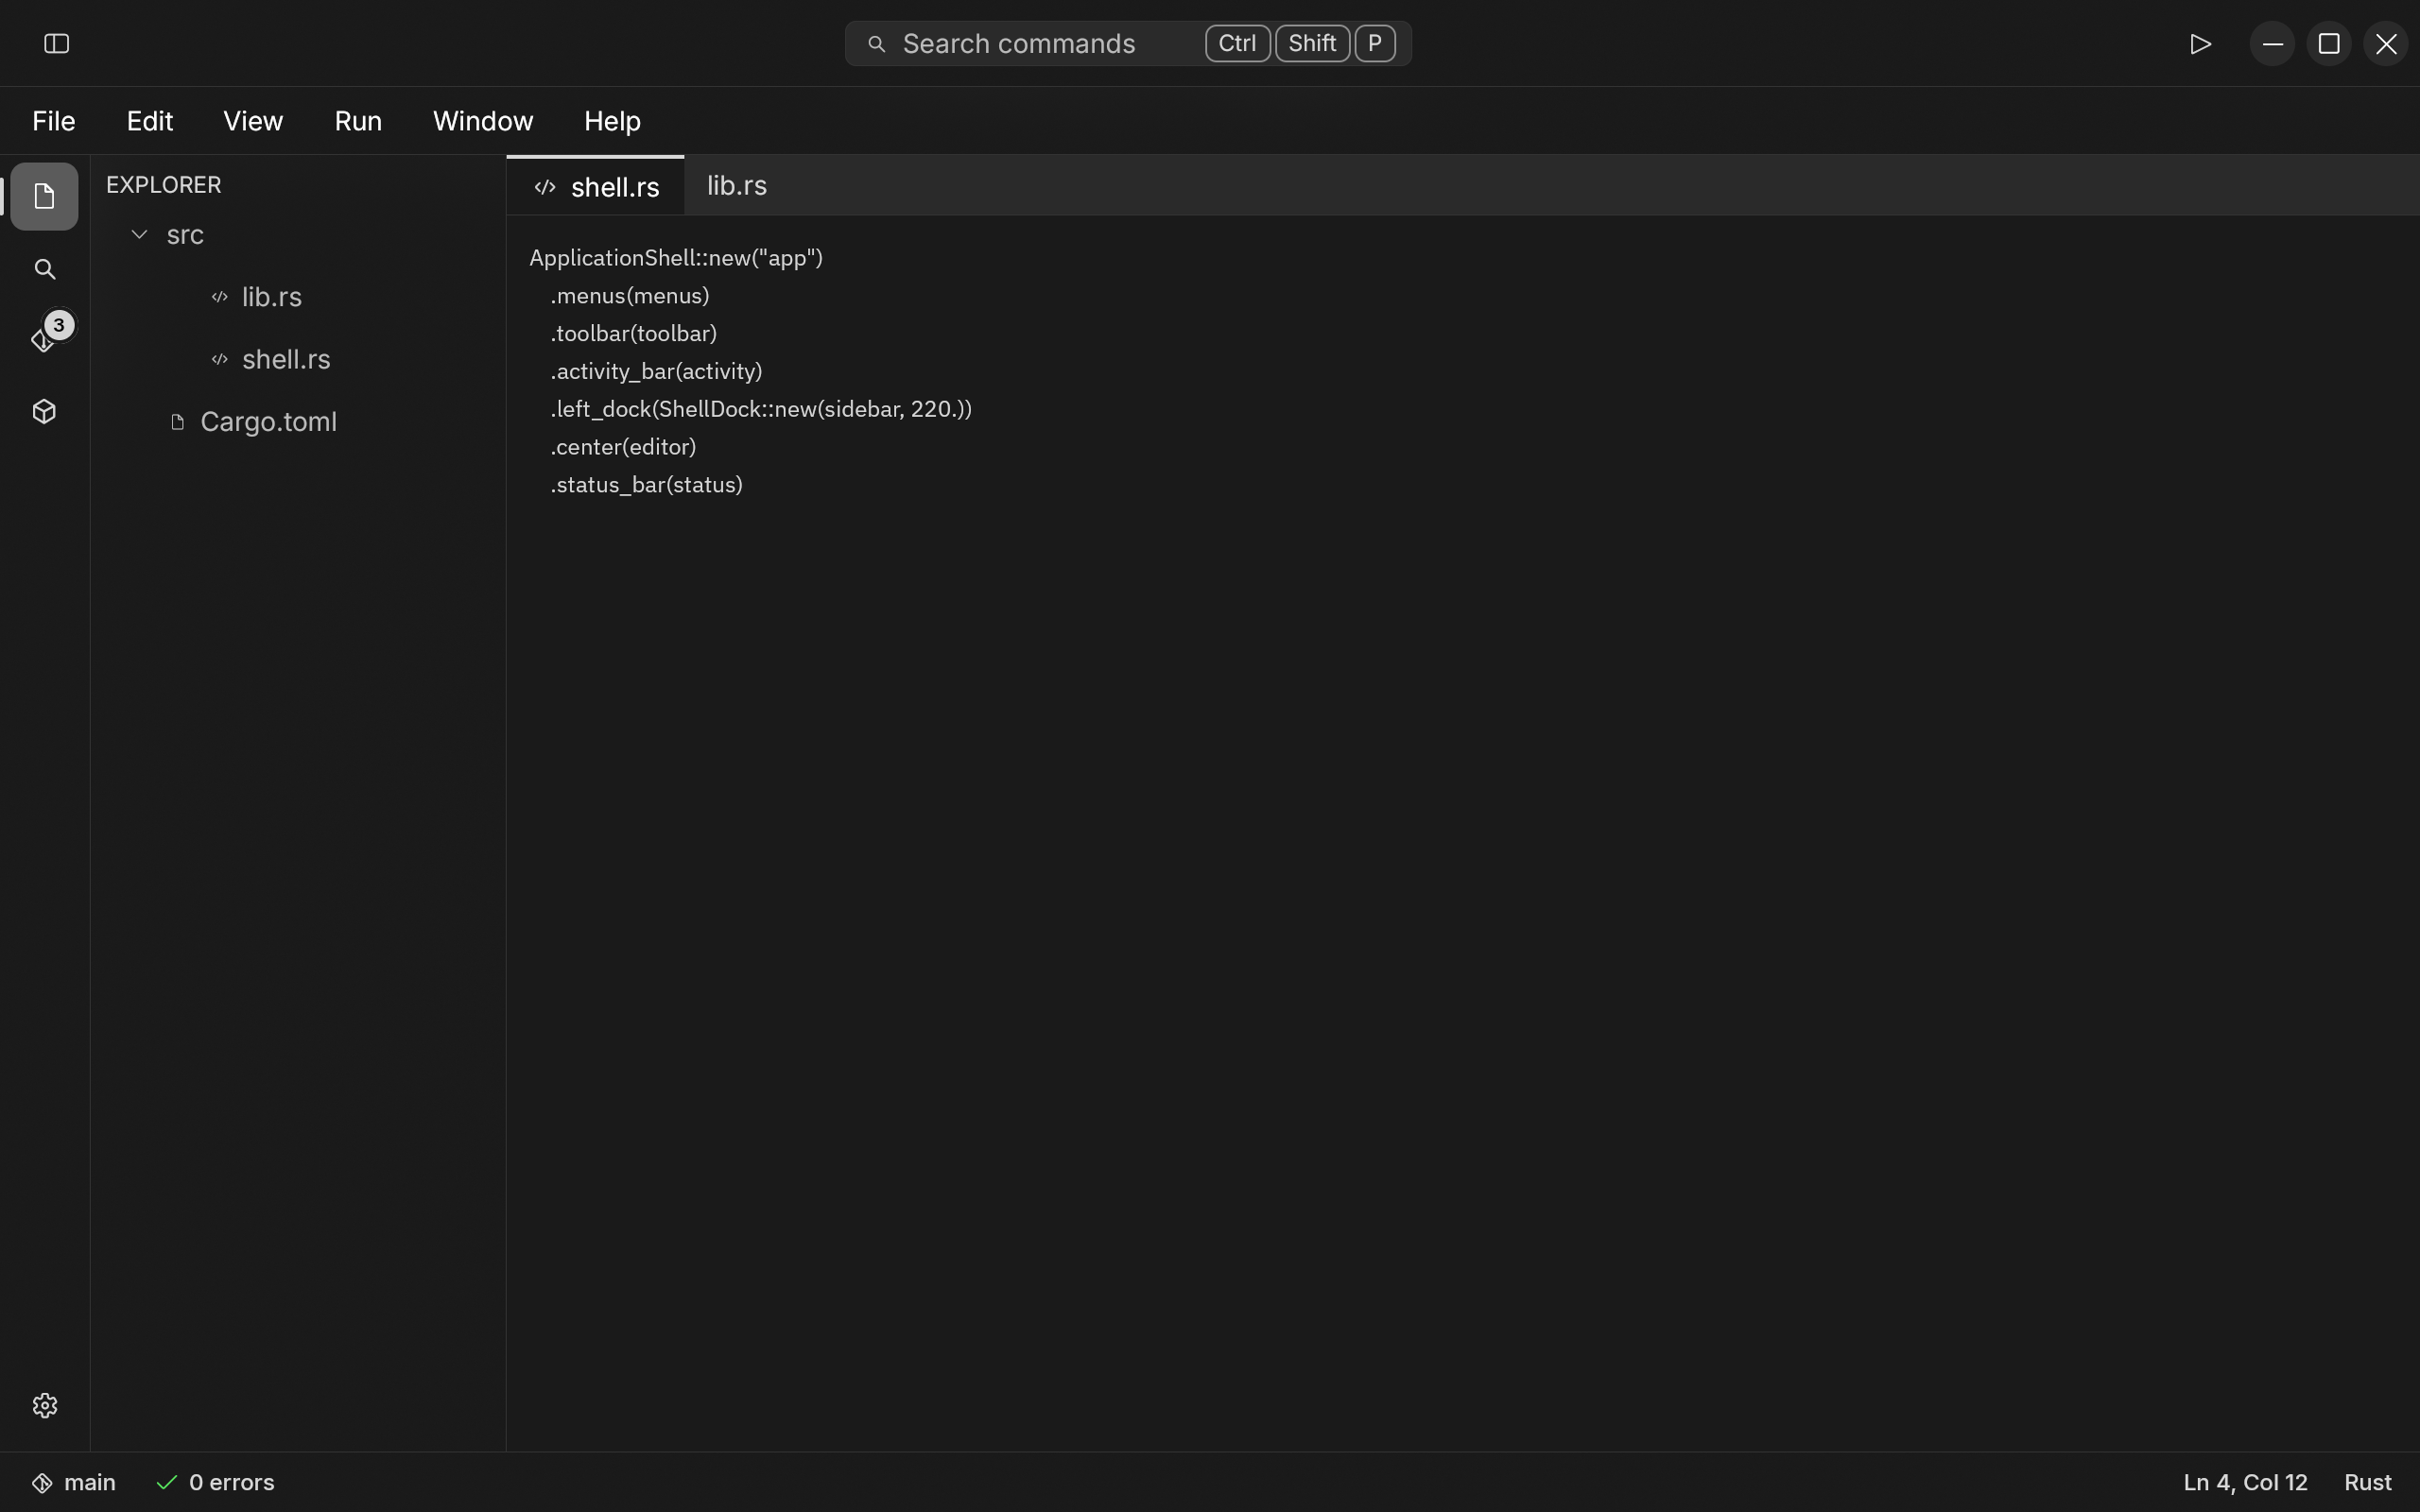 Search commands Ctrl Shift P
File Edit View Run Window Help
EXPLORER
src
lib.rs
shell.rs
Cargo.toml
3
shell.rs lib.rs
ApplicationShell::new("app")
.menus(menus)
.toolbar(toolbar)
.activity_bar(activity)
.left_dock(ShellDock::new(sidebar, 220.))
.center(editor)
.status_bar(status)
main 0 errors
Ln 4, Col 12 Rust